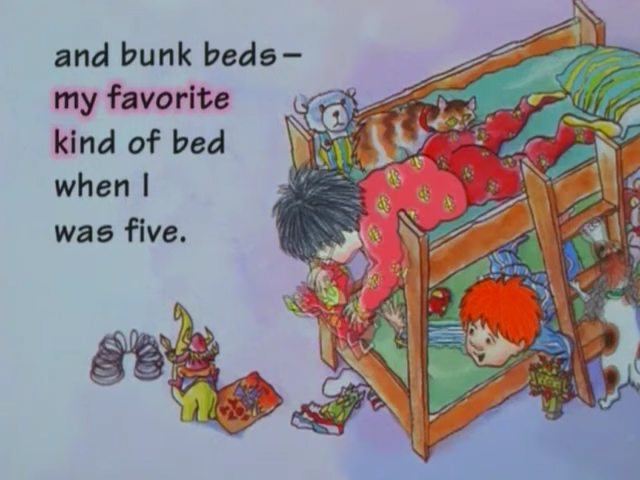 and bunk beds–
my favorite
kind of bed
when I
was five.